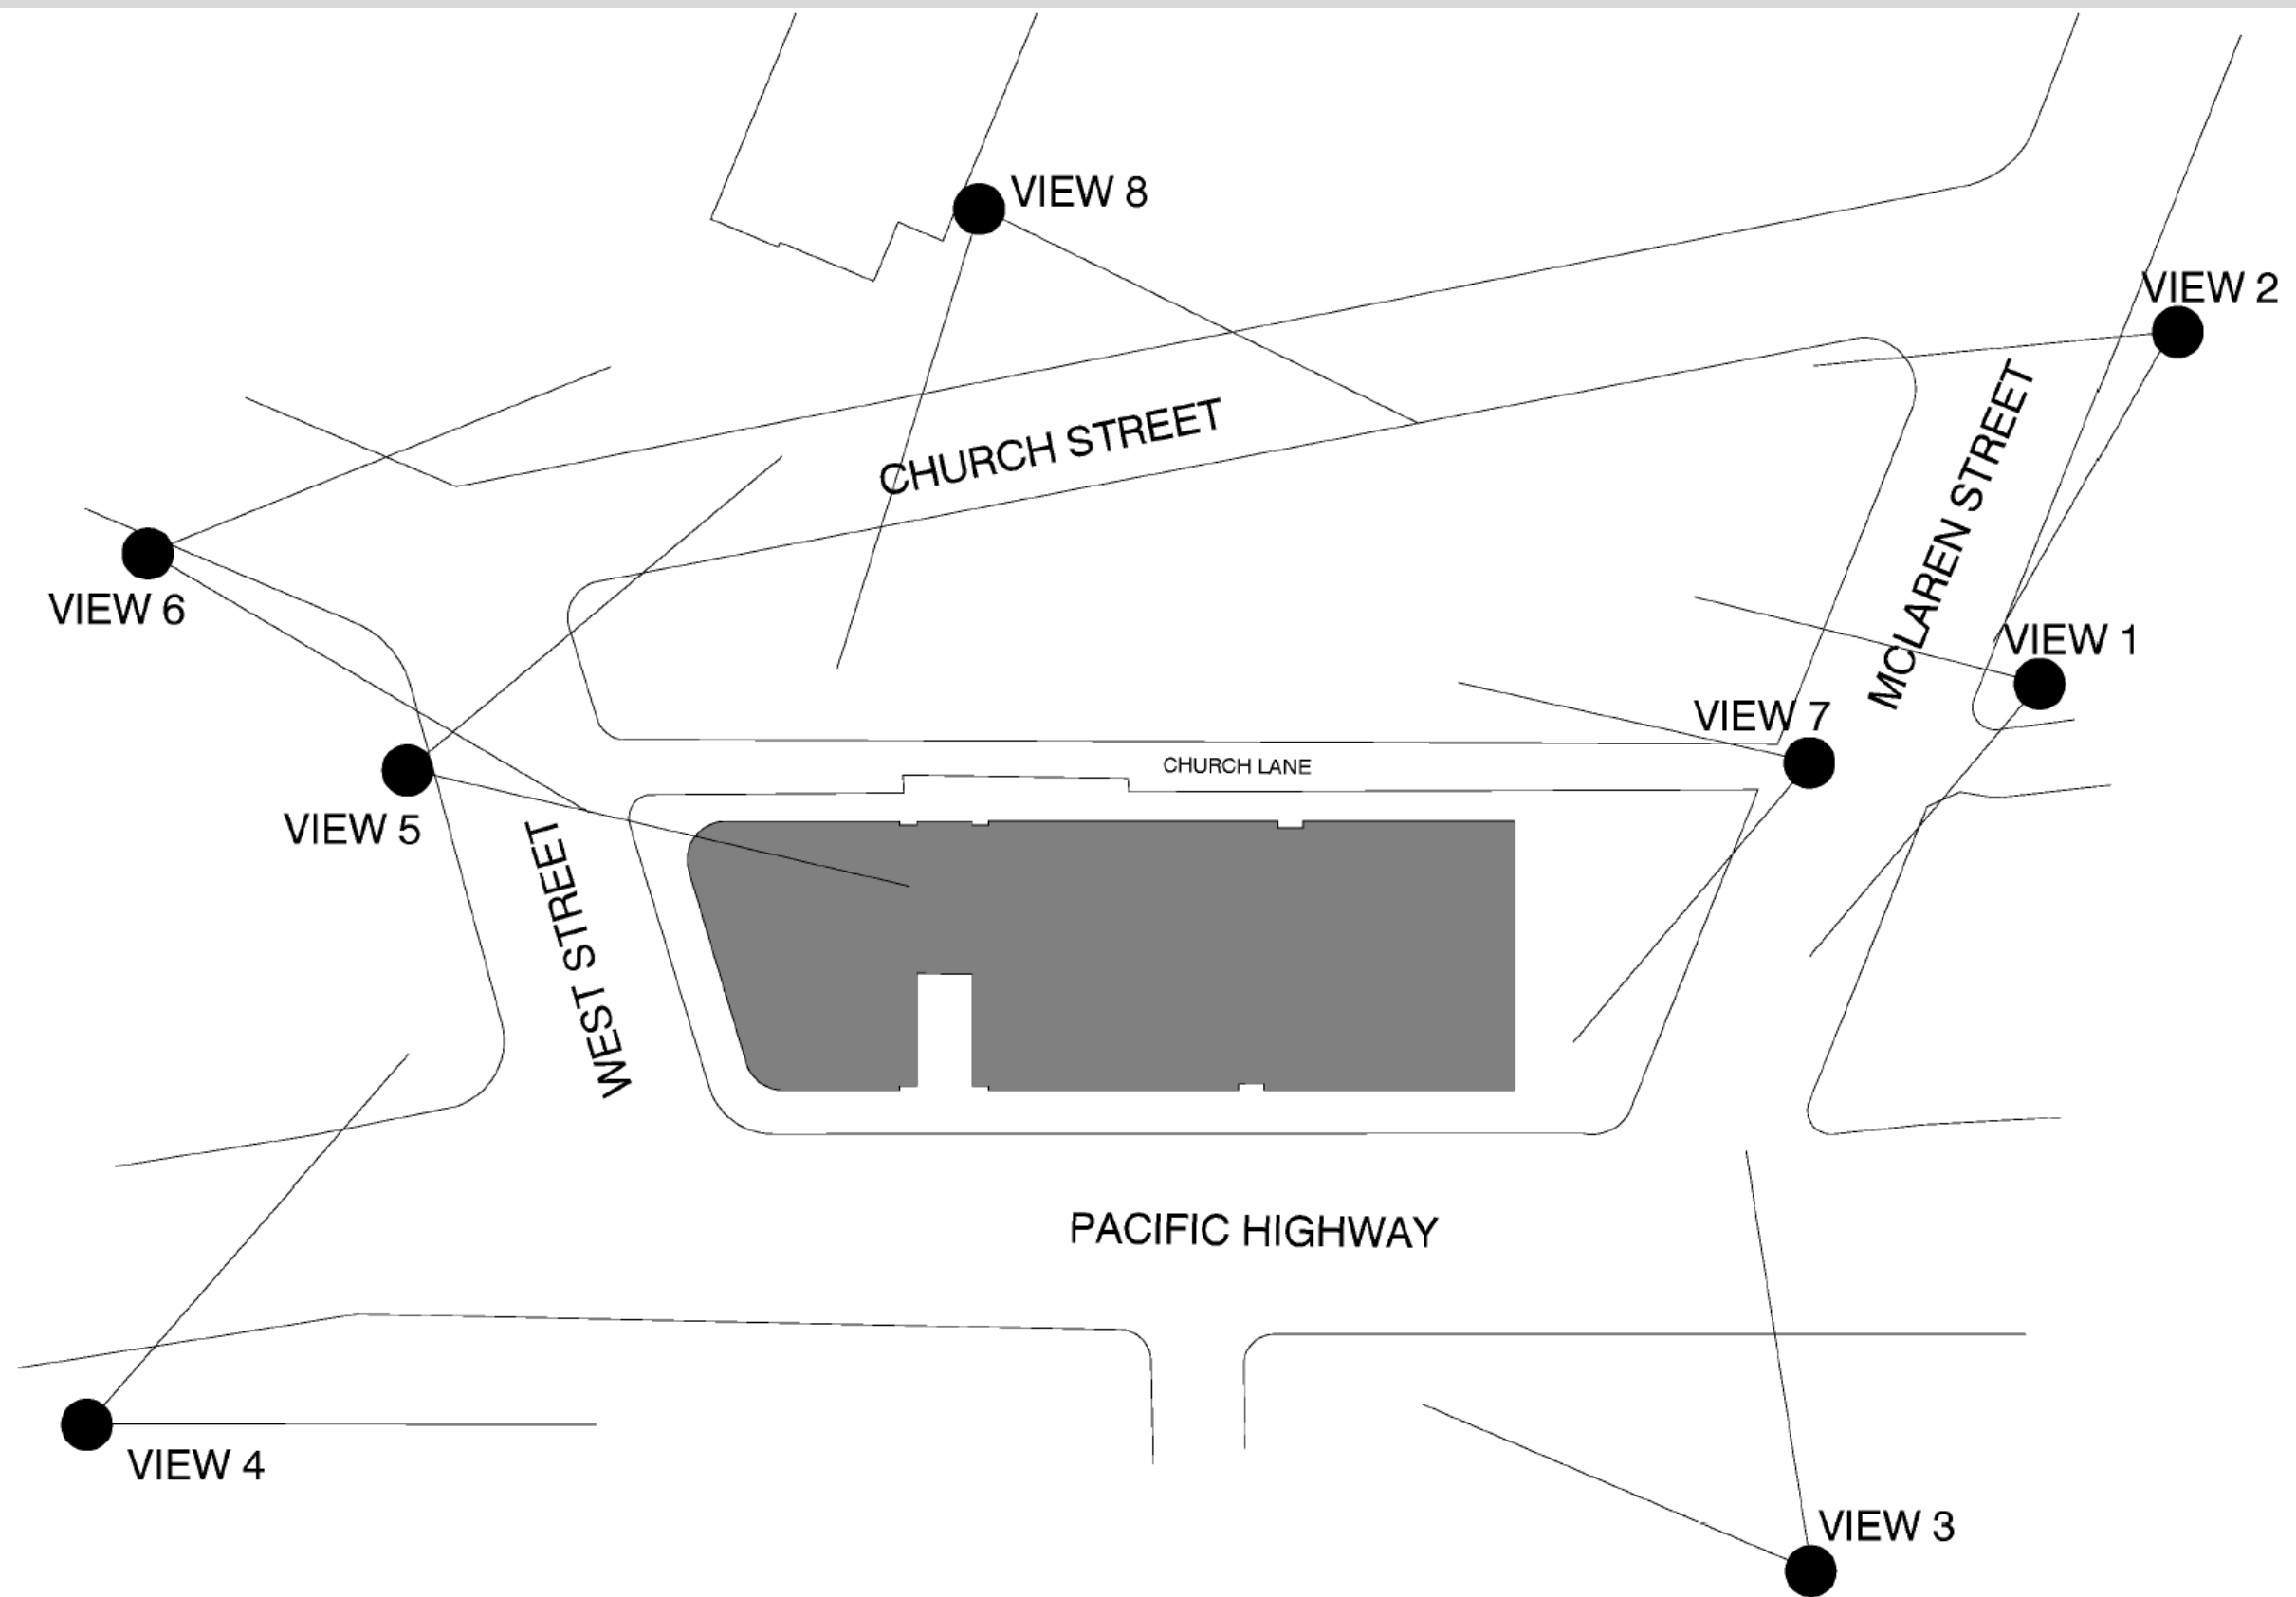 VIEW 8
VIEW 2
CHURCH STREET
MCLAREN STREET
VIEW 6
VIEW 1
VIEW 7
CHURCH LANE
VIEW 5
WEST STREET
PACIFIC HIGHWAY
VIEW 4
VIEW 3